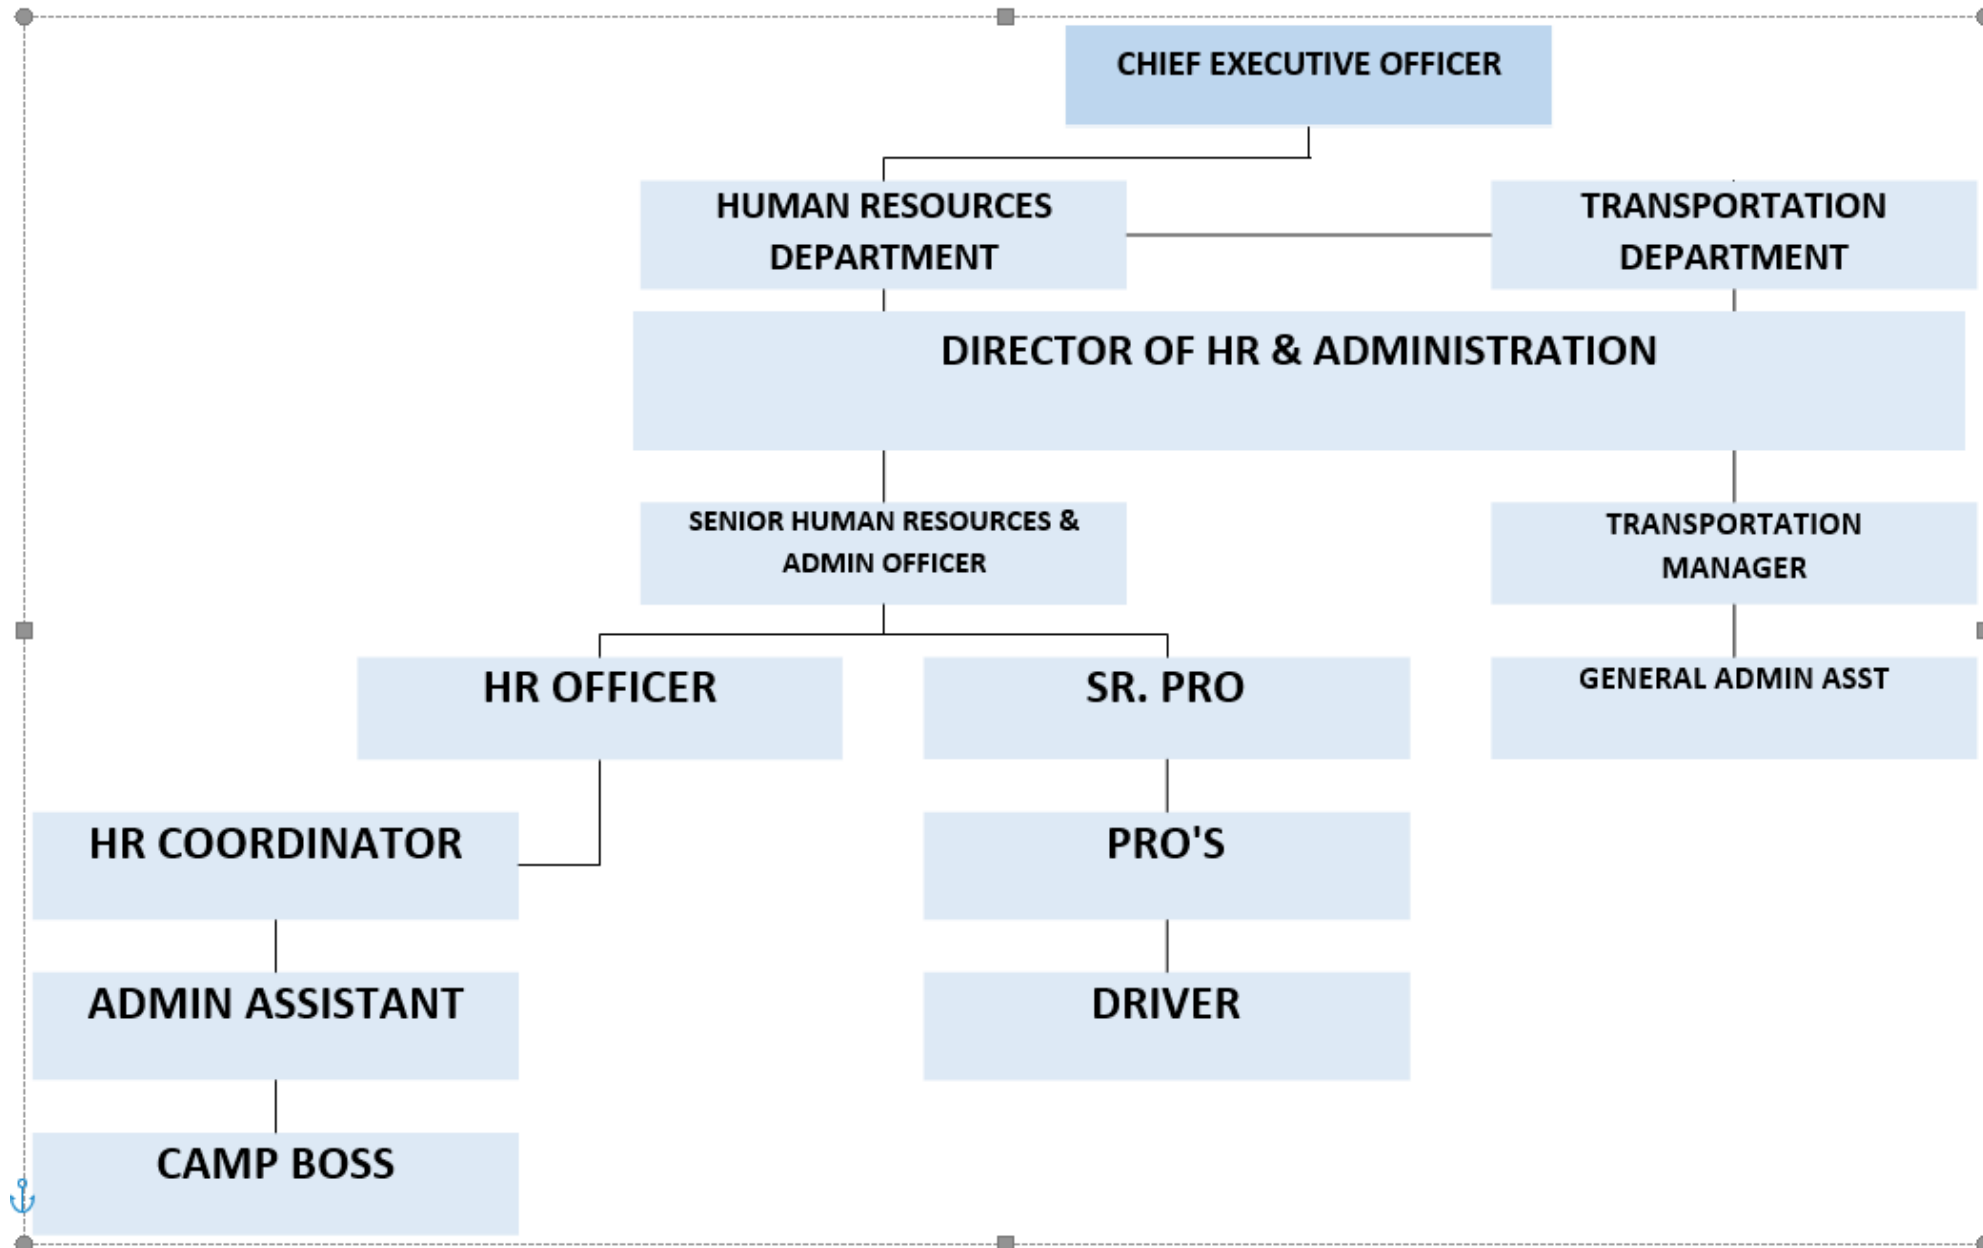 CHIEF EXECUTIVE OFFICER
HUMAN RESOURCES
DEPARTMENT
TRANSPORTATION
DEPARTMENT
DIRECTOR OF HR & ADMINISTRATION
SENIOR HUMAN RESOURCES &
ADMIN OFFICER
TRANSPORTATION
MANAGER
HR OFFICER
SR. PRO
GENERAL ADMIN ASST
HR COORDINATOR
PRO'S
ADMIN ASSISTANT
DRIVER
CAMP BOSS